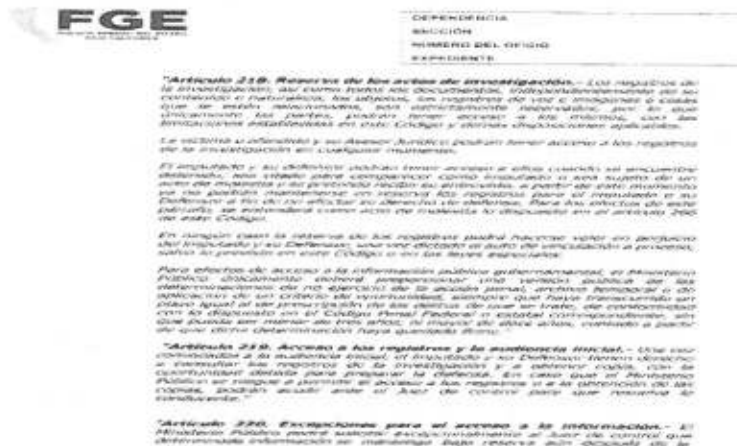 FGE
FISCALÍA GENERAL DEL ESTADO
BAJA CALIFORNIA
DEPENDENCIA
SECCIÓN
NÚMERO DEL OFICIO
EXPEDIENTE
"Artículo 218. Reserva de los actos de investigación.- Los registros de
la investigación, así como todos los documentos, independientemente de su
contenido o naturaleza, los objetos, los registros de voz e imágenes o cosas
que le estén relacionados, son estrictamente reservados, por lo que
únicamente las partes, podrán tener acceso a los mismos, con las
limitaciones establecidas en este Código y demás disposiciones aplicables.
La víctima u ofendido y su Asesor Jurídico podrán tener acceso a los registros
de la investigación en cualquier momento.
El imputado y su defensor podrán tener acceso a ellos cuando se encuentre
detenido, sea citado para comparecer como imputado o sea sujeto de un
acto de molestia y se pretenda recibir su entrevista, a partir de este momento
ya no podrán mantenerse en reserva los registros para el imputado o su
Defensor a fin de no afectar su derecho de defensa. Para los efectos de este
párrafo, se entenderá como acto de molestia lo dispuesto en el artículo 266
de este Código.
En ningún caso la reserva de los registros podrá hacerse valer en perjuicio
del imputado y su Defensor, una vez dictado el auto de vinculación a proceso,
salvo lo previsto en este Código o en las leyes especiales.
Para efectos de acceso a la información pública gubernamental, el Ministerio
Público únicamente deberá proporcionar una versión pública de las
determinaciones de no ejercicio de la acción penal, archivo temporal o de
aplicación de un criterio de oportunidad, siempre que haya transcurrido un
plazo igual al de prescripción de los delitos de que se trate, de conformidad
con lo dispuesto en el Código Penal Federal o estatal correspondiente, sin
que pueda ser menor de tres años, ni mayor de doce años, contado a partir
de que dicha determinación haya quedado firme.
"Artículo 219. Acceso a los registros y la audiencia inicial.- Una vez
convocados a la audiencia inicial, el imputado y su Defensor tienen derecho
a consultar los registros de la investigación y a obtener copia, con la
oportunidad debida para preparar la defensa. En caso que el Ministerio
Público se niegue a permitir el acceso a los registros o a la obtención de las
copias, podrán acudir ante el Juez de control para que resuelva lo
conducente."
"Artículo 220. Excepciones para el acceso a la información.- El
Ministerio Público podrá solicitar excepcionalmente al Juez de control que
determinada información se mantenga bajo reserva aún después de la